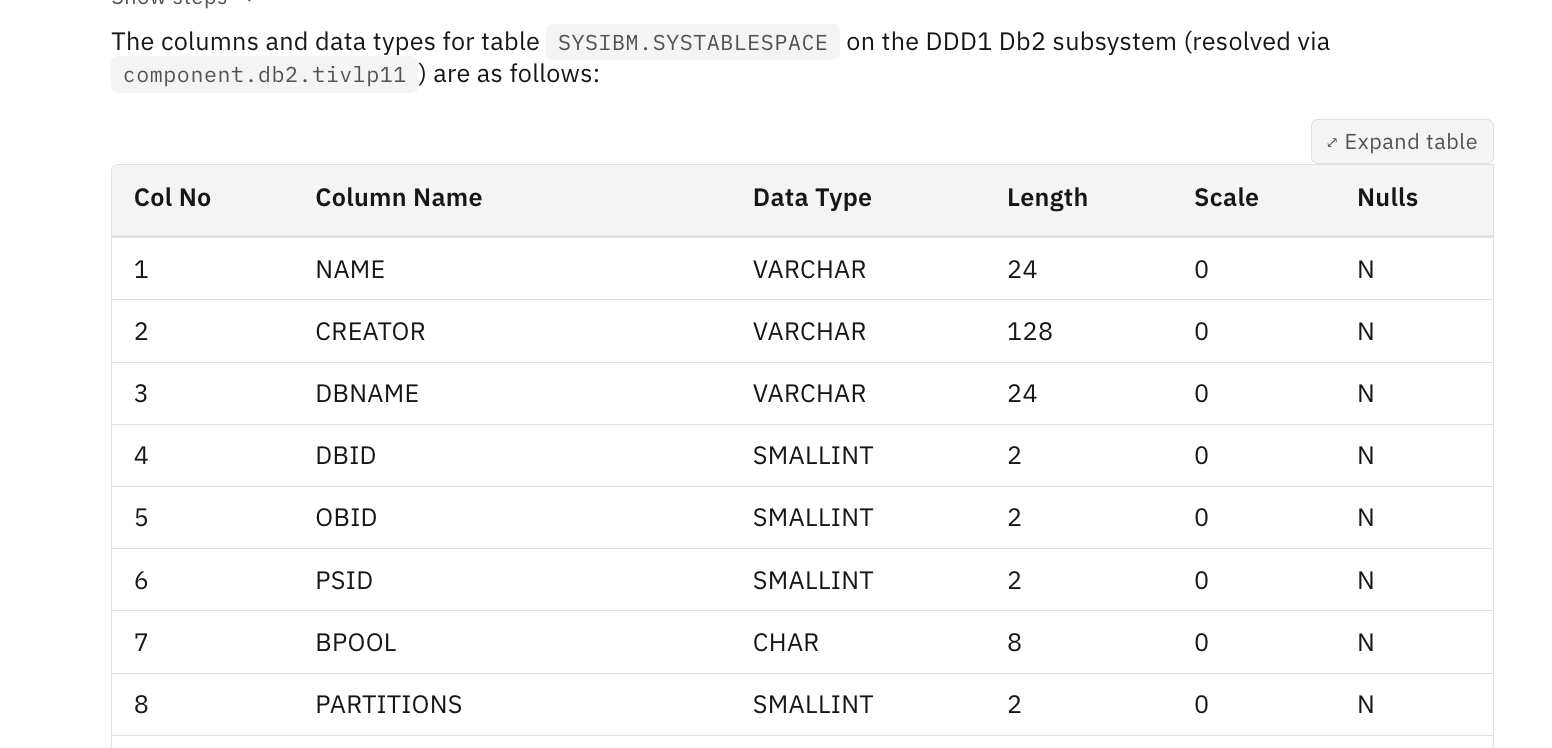 Show steps
The columns and data types for table SYSIBM.SYSTABLESPACE on the DDD1 Db2 subsystem (resolved via
component.db2.tivlp11) are as follows:
Expand table
Col No Column Name Data Type Length Scale Nulls
1 NAME VARCHAR 24 0 N
2 CREATOR VARCHAR 128 0 N
3 DBNAME VARCHAR 24 0 N
4 DBID SMALLINT 2 0 N
5 OBID SMALLINT 2 0 N
6 PSID SMALLINT 2 0 N
7 BPOOL CHAR 8 0 N
8 PARTITIONS SMALLINT 2 0 N